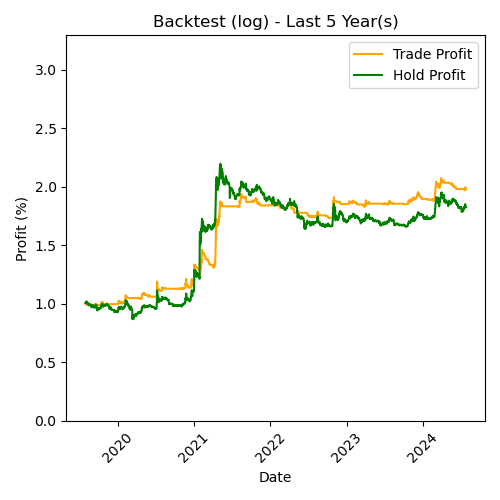 Backtest (log) - Last 5 Year(s)
Trade Profit
Hold Profit
Profit (%)
3.0
2.5
2.0
1.5
1.0
0.5
0.0
2020
2021
2022
2023
2024
Date